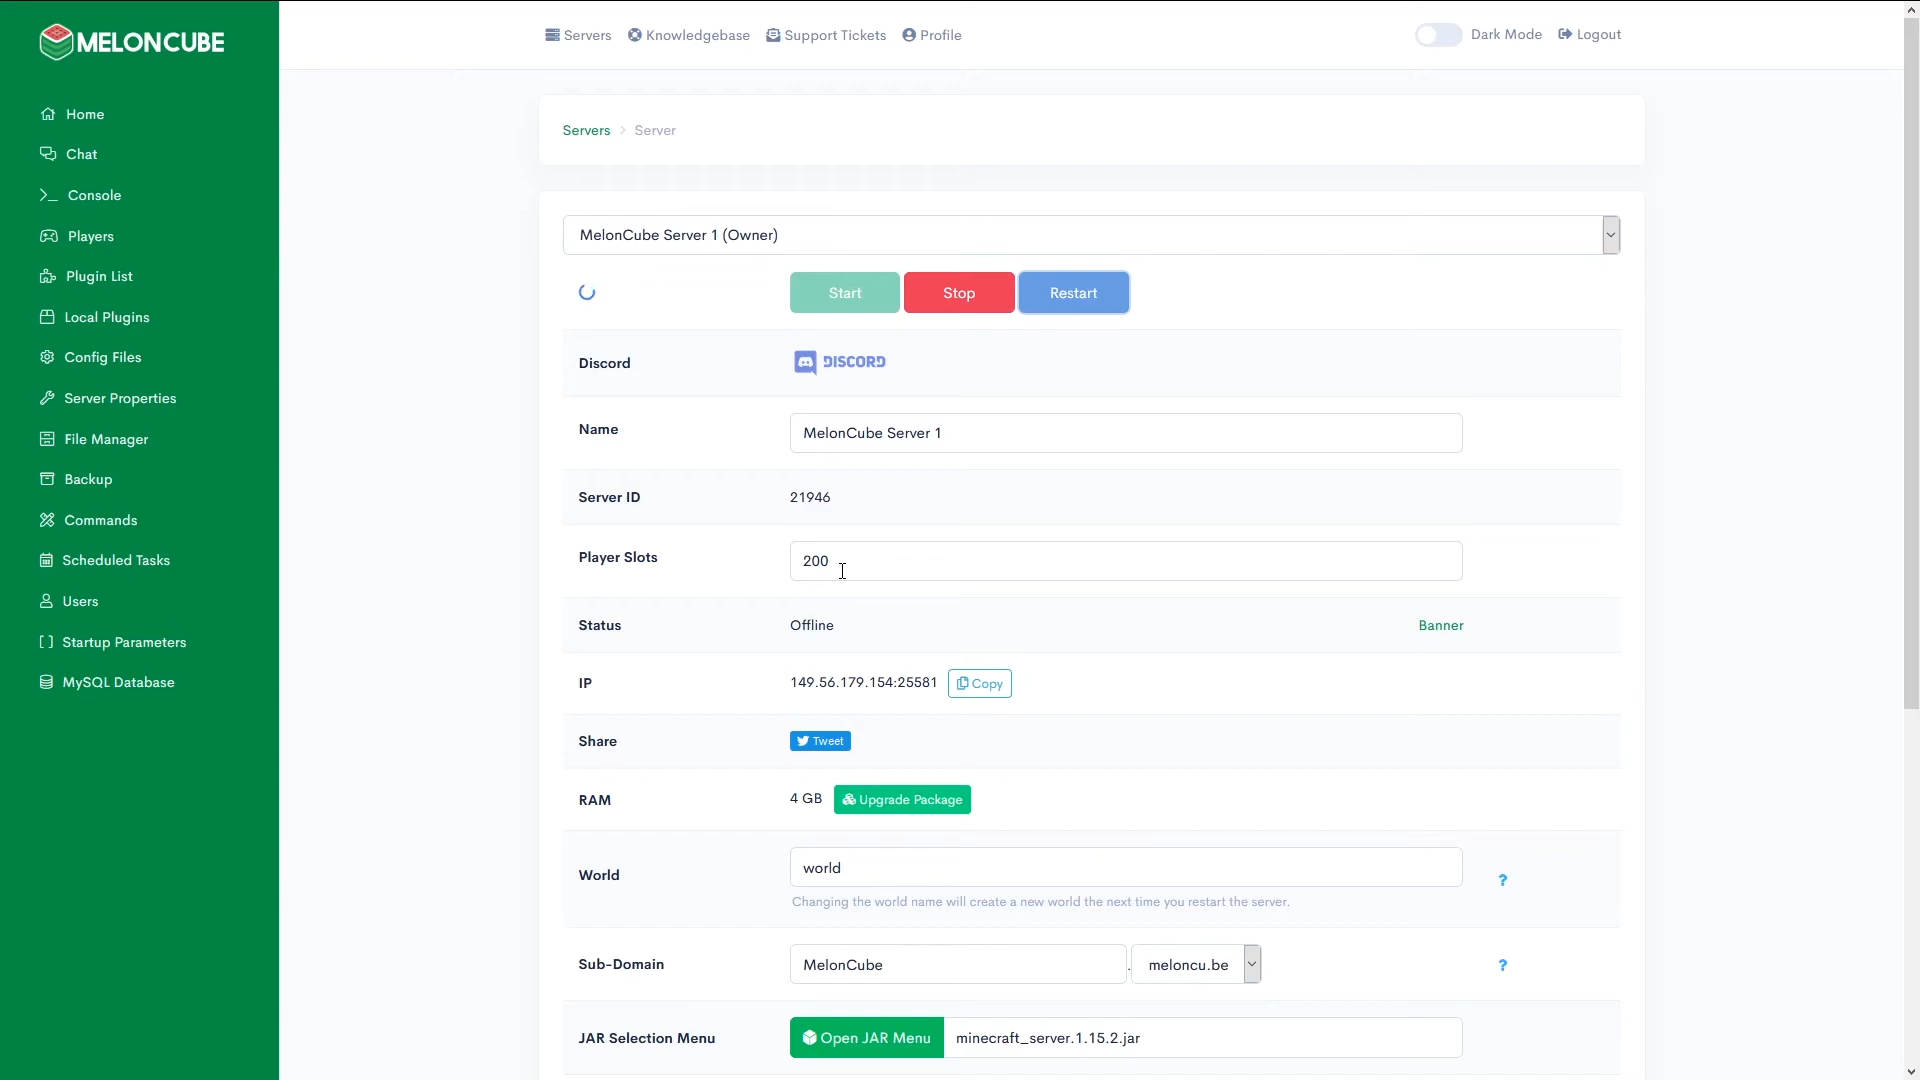 MELONCUBE
Servers Knowledgebase Support Tickets Profile Dark Mode Logout
Home
Chat
Console
Players
Plugin List
Local Plugins
Config Files
Server Properties
File Manager
Backup
Commands
Scheduled Tasks
Users
Startup Parameters
MySQL Database
Servers > Server
MelonCube Server 1 (Owner)
Start Stop Restart
Discord DISCORD
Name MelonCube Server 1
Server ID 21946
Player Slots 200
Status Offline Banner
IP 149.56.179.154:25581 Copy
Share Tweet
RAM 4 GB Upgrade Package
World world ?
Changing the world name will create a new world the next time you restart the server.
Sub-Domain MelonCube . meloncu.be ?
JAR Selection Menu Open JAR Menu minecraft_server.1.15.2.jar